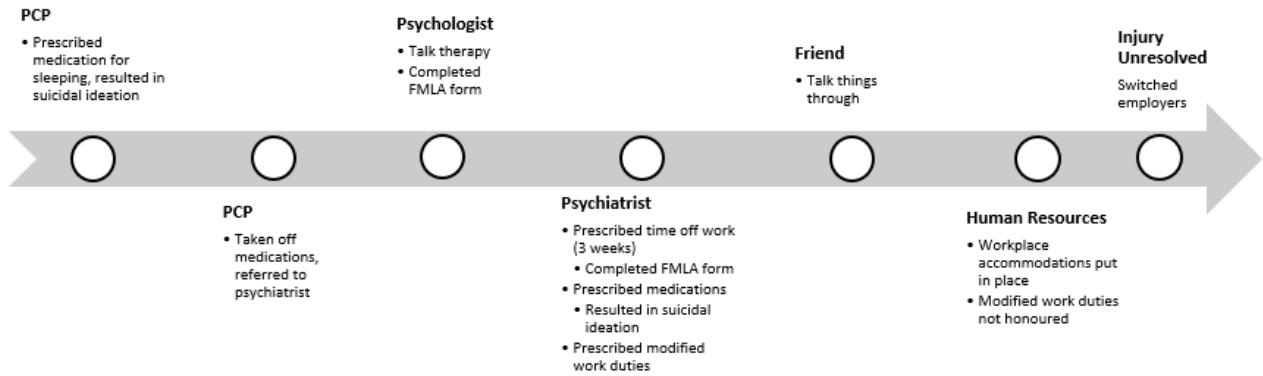 PCP
• Prescribed
medication for
sleeping, resulted in
suicidal ideation
PCP
• Taken off
medications,
referred to
psychiatrist
Psychologist
• Talk therapy
• Completed
FMLA form
Psychiatrist
• Prescribed time off work
(3 weeks)
• Completed FMLA form
• Prescribed medications
• Resulted in suicidal
ideation
• Prescribed modified
work duties
Friend
• Talk things
through
Human Resources
• Workplace
accommodations put
in place
• Modified work duties
not honoured
Injury
Unresolved
Switched
employers